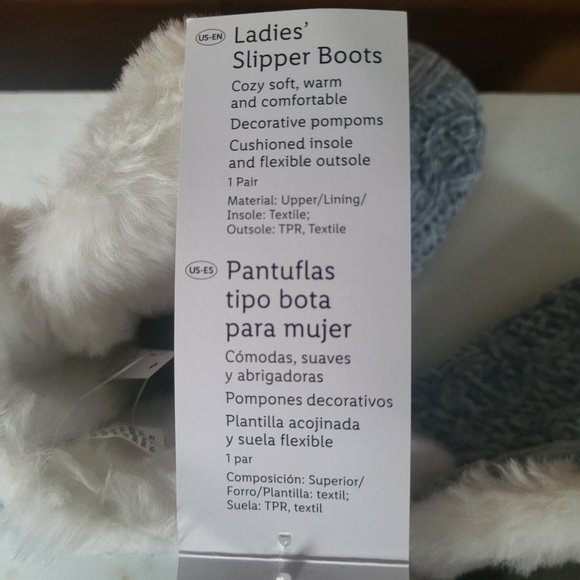 US-EN Ladies'
Slipper Boots
Cozy soft, warm
and comfortable
Decorative pompoms
Cushioned insole
and flexible outsole
1 Pair
Material: Upper/Lining/
Insole: Textile;
Outsole: TPR, Textile
US-ES Pantuflas
tipo bota
para mujer
Cómodas, suaves
y abrigadoras
Pompones decorativos
Plantilla acojinada
y suela flexible
1 par
Composición: Superior/
Forro/Plantilla: textil;
Suela: TPR, textil